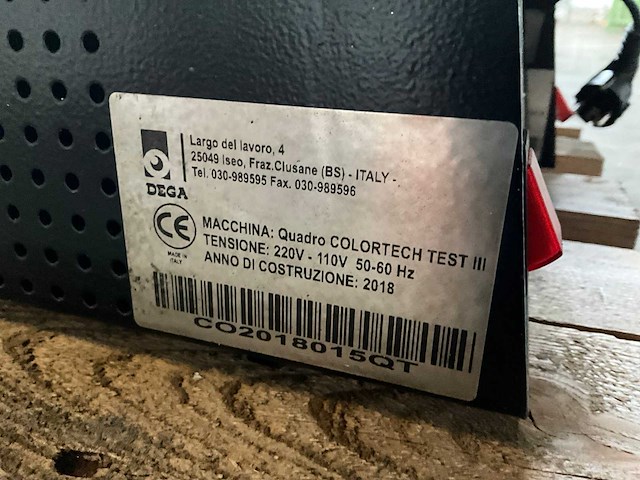 Largo del lavoro, 4
25049 Iseo, Fraz.Clusane (BS) - ITALY -
Tel. 030-989595 Fax. 030-989596
DEGA
CE
MADE IN
ITALY
MACCHINA: Quadro COLORTECH TEST III
TENSIONE: 220V - 110V 50-60 Hz
ANNO DI COSTRUZIONE: 2018
CO2018015QT